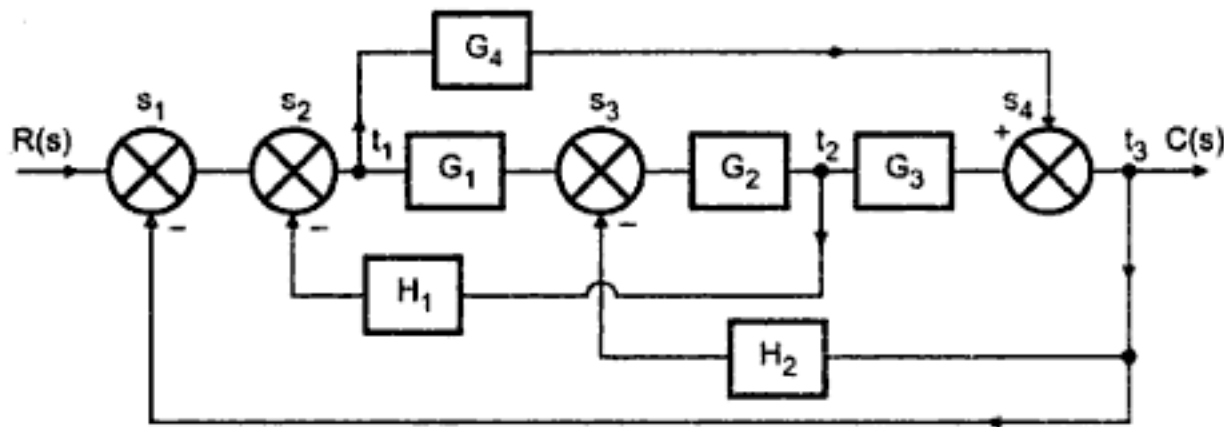 G₄
s₁ s₂ s₃ s₄
R(s) t₁ G₁ G₂ t₂ G₃ + t₃ C(s)
− − −
H₁
H₂